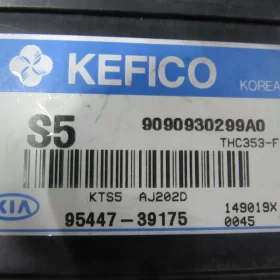 KEFICO
KOREA
S5 9090930299A0
THC353-F
KTS5 AJ202D
KIA 95447-39175
149019X
0045